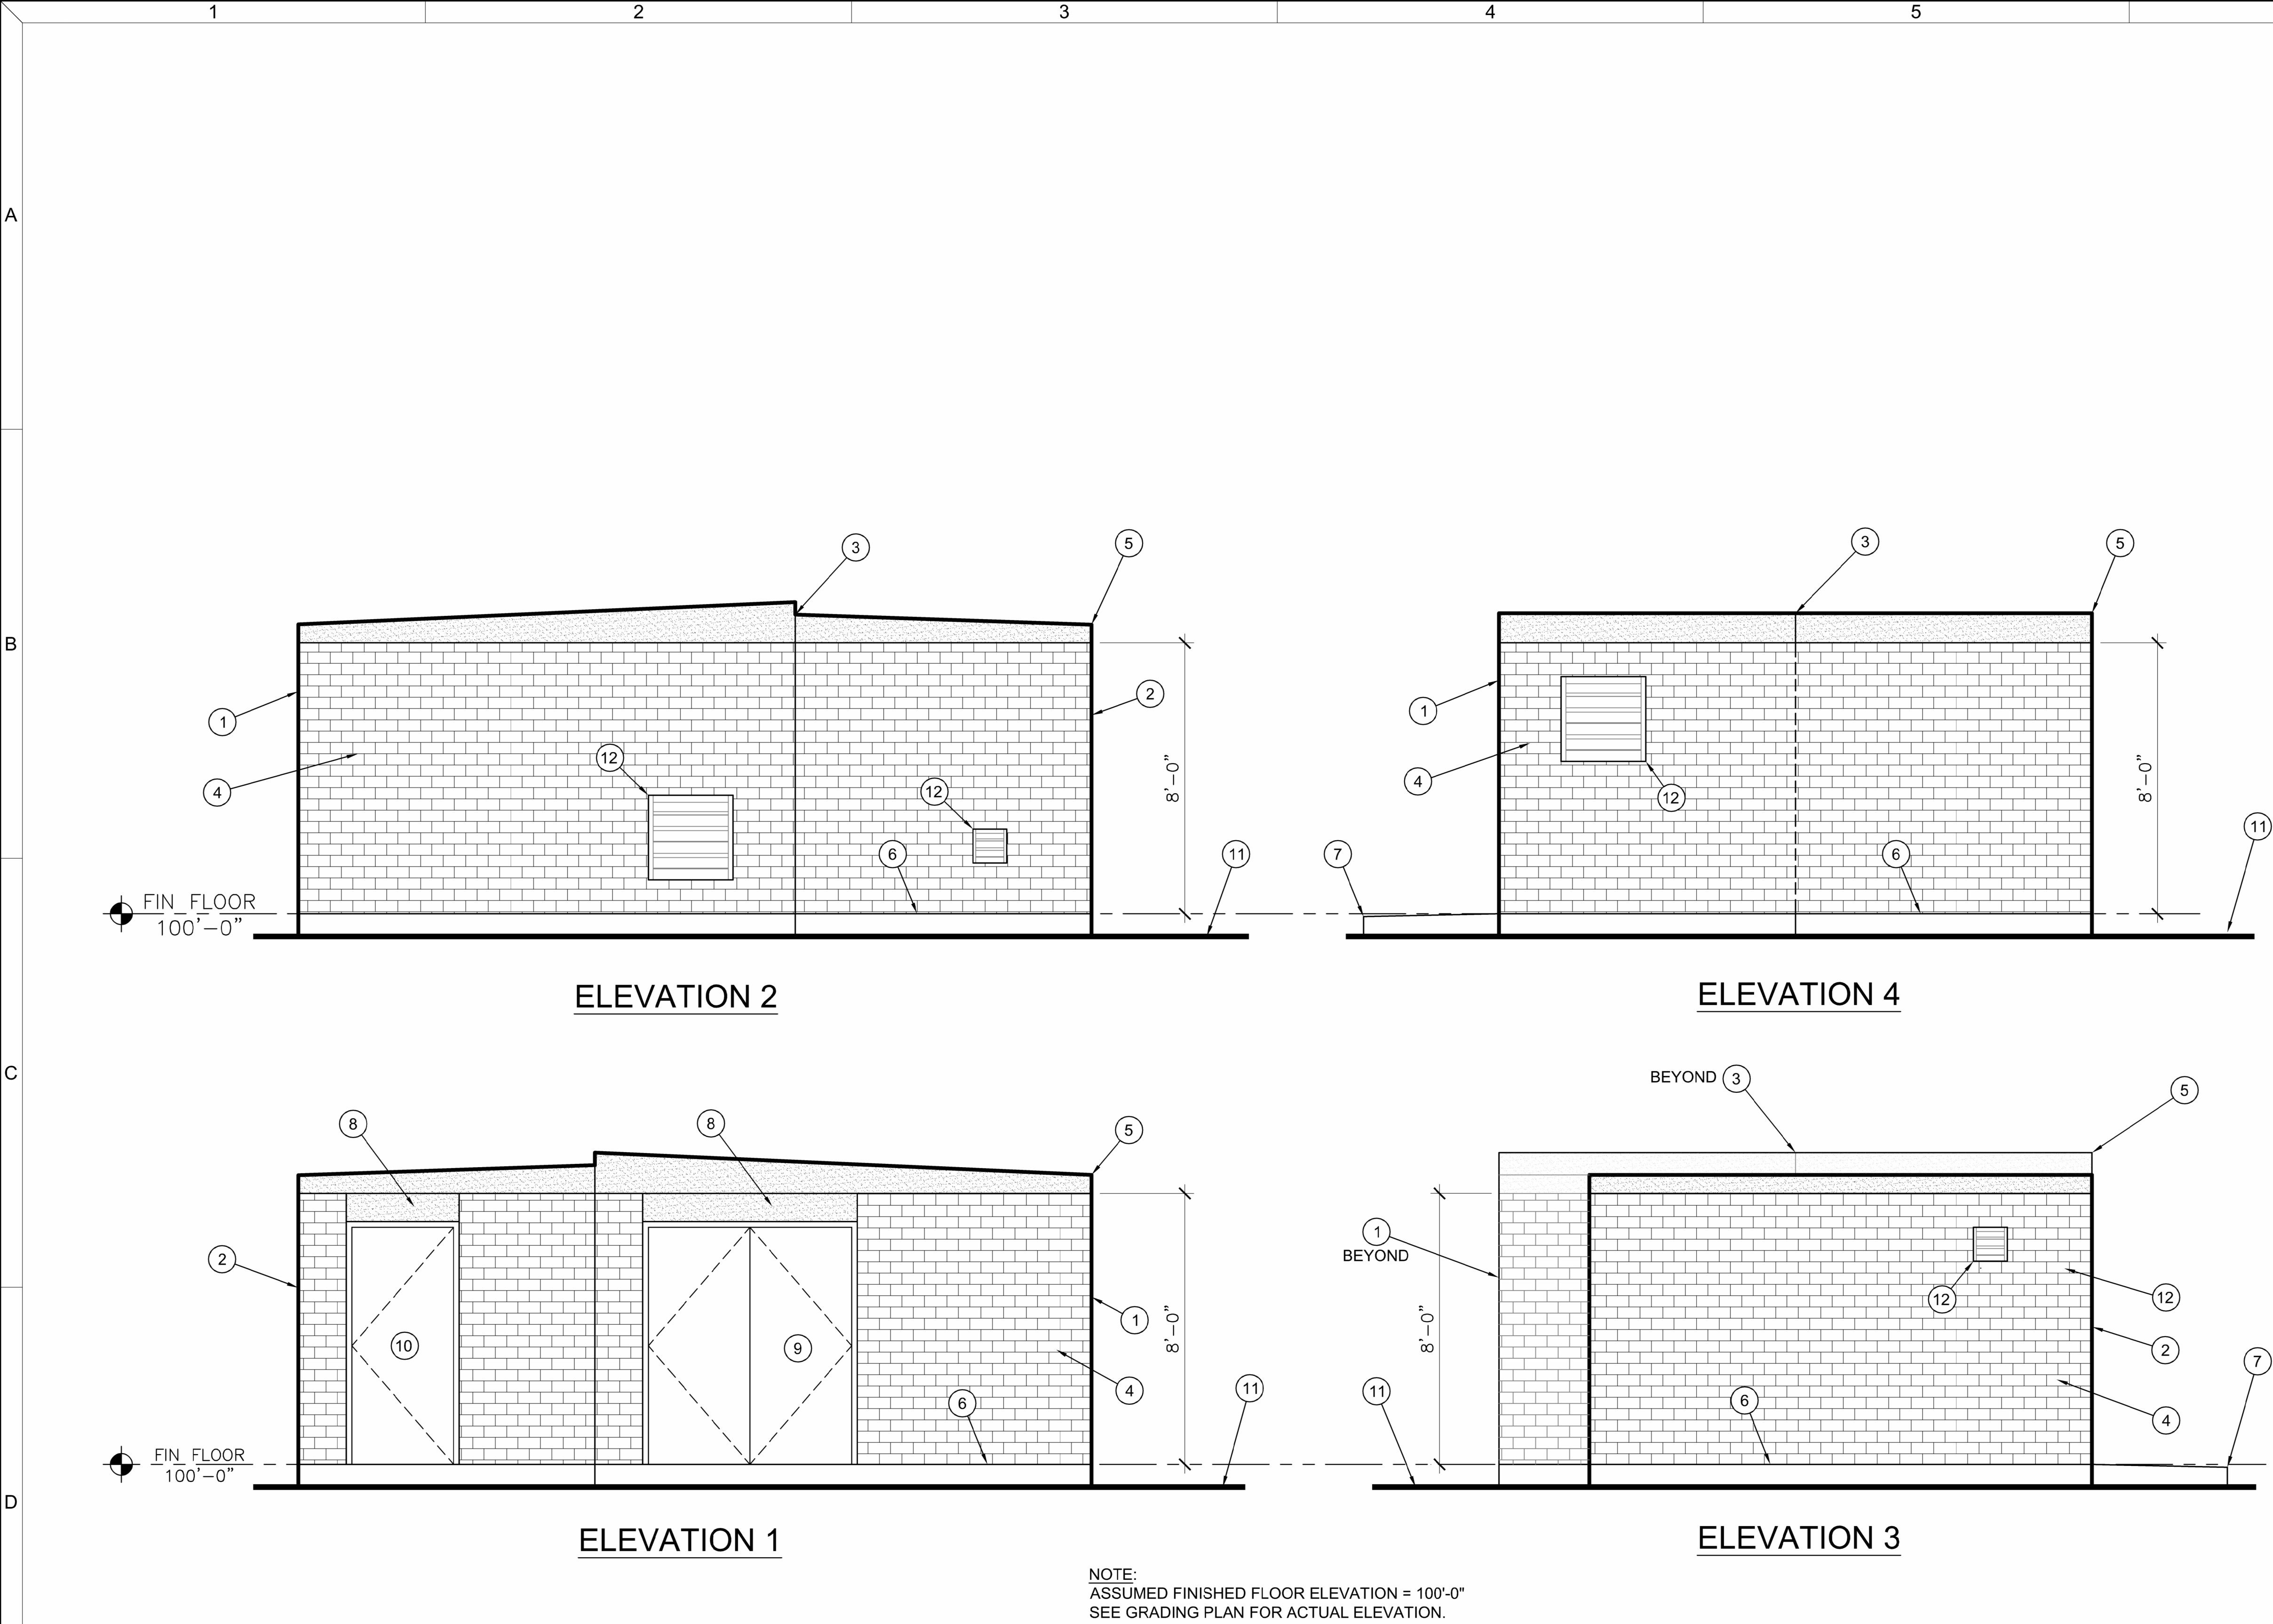 1 2 3 4 5
A
3 5 3 5
B
1 2 1
4 12 12 8'-0" 4 12 8'-0"
6 11 7 6 11
FIN FLOOR
100'-0"
ELEVATION 2 ELEVATION 4
C
BEYOND 3 5
8 8 5
2 1
BEYOND
12 12
10 9 1 8'-0" 8'-0" 2
4 7
6 11 11 6 4
FIN FLOOR
100'-0"
D
ELEVATION 1 ELEVATION 3
NOTE:
ASSUMED FINISHED FLOOR ELEVATION = 100'-0"
SEE GRADING PLAN FOR ACTUAL ELEVATION.